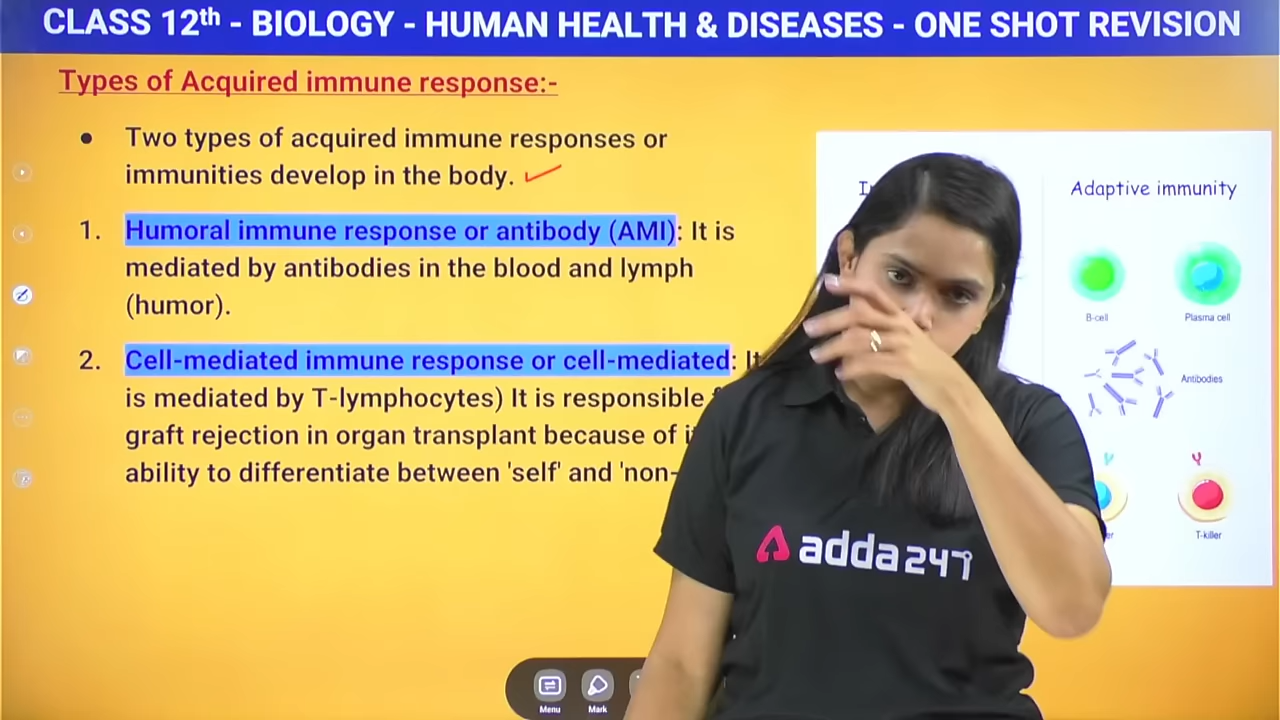 CLASS 12th - BIOLOGY - HUMAN HEALTH & DISEASES - ONE SHOT REVISION
Types of Acquired immune response:-
• Two types of acquired immune responses or
immunities develop in the body.
1. Humoral immune response or antibody (AMI): It is
mediated by antibodies in the blood and lymph
(humor).
2. Cell-mediated immune response or cell-mediated: It
is mediated by T-lymphocytes) It is responsible
graft rejection in organ transplant because of
ability to differentiate between 'self' and 'non-
Adaptive immunity
B-cell
Plasma cell
Antibodies
T-killer
adda247
Menu
Mark